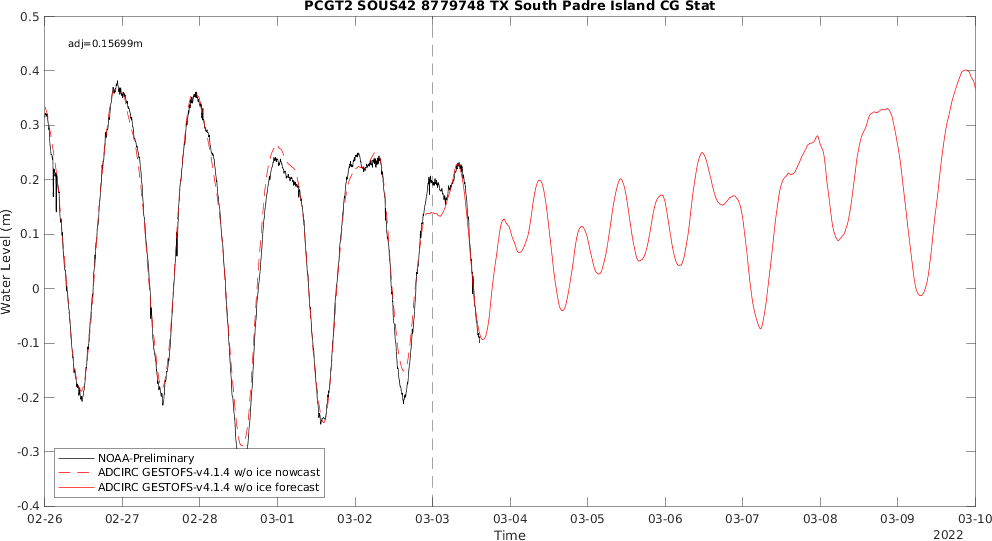 PCGT2 SOUS42 8779748 TX South Padre Island CG Stat
adj=0.15699m
0.5
0.4
0.3
0.2
0.1
0
-0.1
-0.2
-0.3
-0.4
Water Level (m)
NOAA-Preliminary
ADCIRC GESTOFS-v4.1.4 w/o ice nowcast
ADCIRC GESTOFS-v4.1.4 w/o ice forecast
02-26 02-27 02-28 03-01 03-02 03-03 03-04 03-05 03-06 03-07 03-08 03-09 03-10
Time
2022